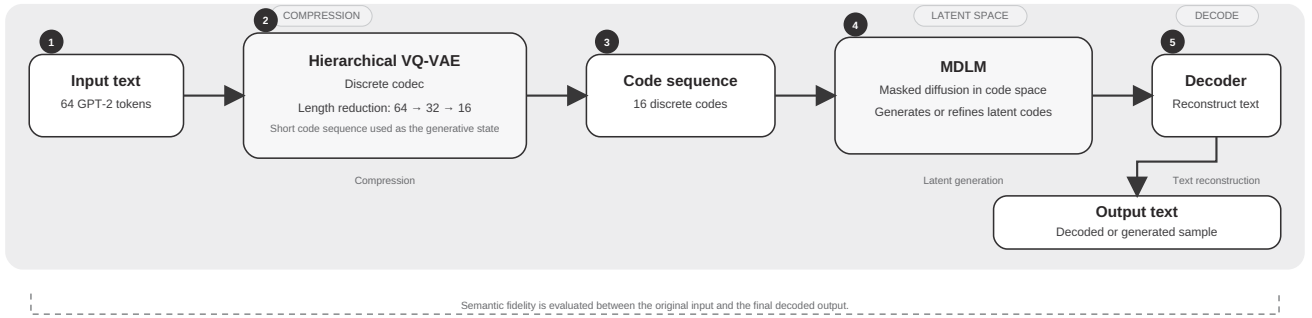 COMPRESSION
LATENT SPACE
DECODE
1
Input text
64 GPT-2 tokens
2
Hierarchical VQ-VAE
Discrete codec
Length reduction: 64 → 32 → 16
Short code sequence used as the generative state
Compression
3
Code sequence
16 discrete codes
4
MDLM
Masked diffusion in code space
Generates or refines latent codes
Latent generation
5
Decoder
Reconstruct text
Text reconstruction
Output text
Decoded or generated sample
Semantic fidelity is evaluated between the original input and the final decoded output.